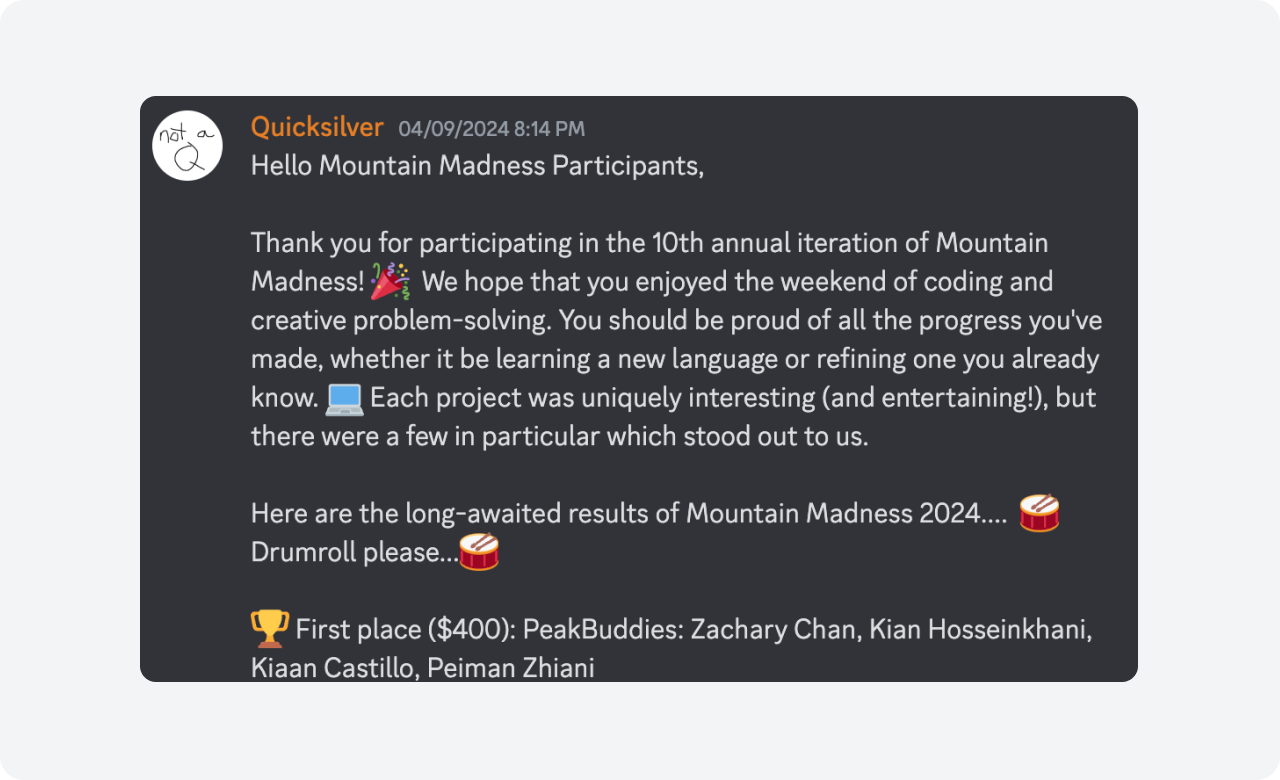 not a
Q
Quicksilver 04/09/2024 8:14 PM
Hello Mountain Madness Participants,
Thank you for participating in the 10th annual iteration of Mountain
Madness! 🎉 We hope that you enjoyed the weekend of coding and
creative problem-solving. You should be proud of all the progress you've
made, whether it be learning a new language or refining one you already
know. 💻 Each project was uniquely interesting (and entertaining!), but
there were a few in particular which stood out to us.
Here are the long-awaited results of Mountain Madness 2024.... 🥁
Drumroll please...🥁
🏆 First place ($400): PeakBuddies: Zachary Chan, Kian Hosseinkhani,
Kiaan Castillo, Peiman Zhiani